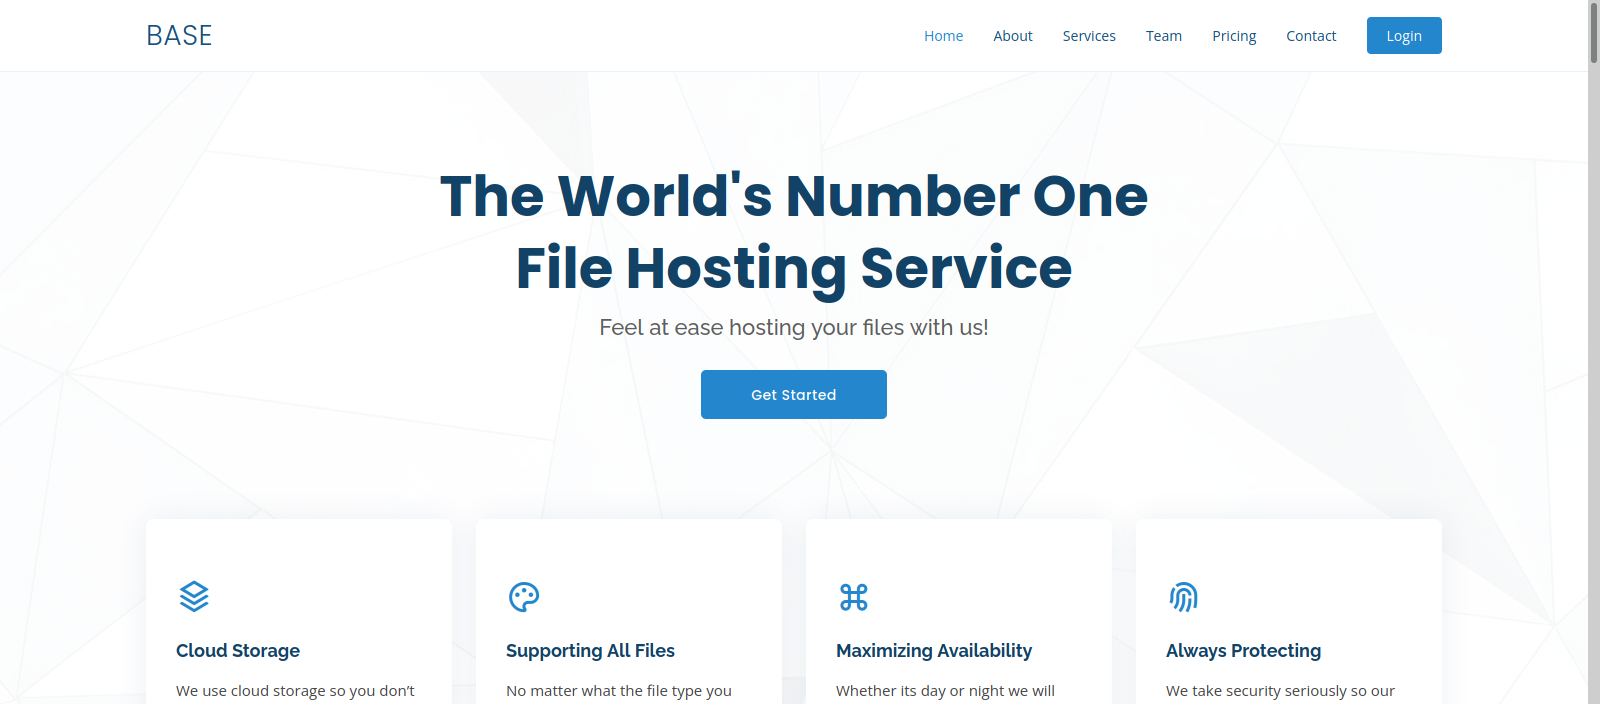 BASE
Home About Services Team Pricing Contact Login
The World's Number One
File Hosting Service
Feel at ease hosting your files with us!
Get Started
Cloud Storage
We use cloud storage so you don't
Supporting All Files
No matter what the file type you
Maximizing Availability
Whether its day or night we will
Always Protecting
We take security seriously so our